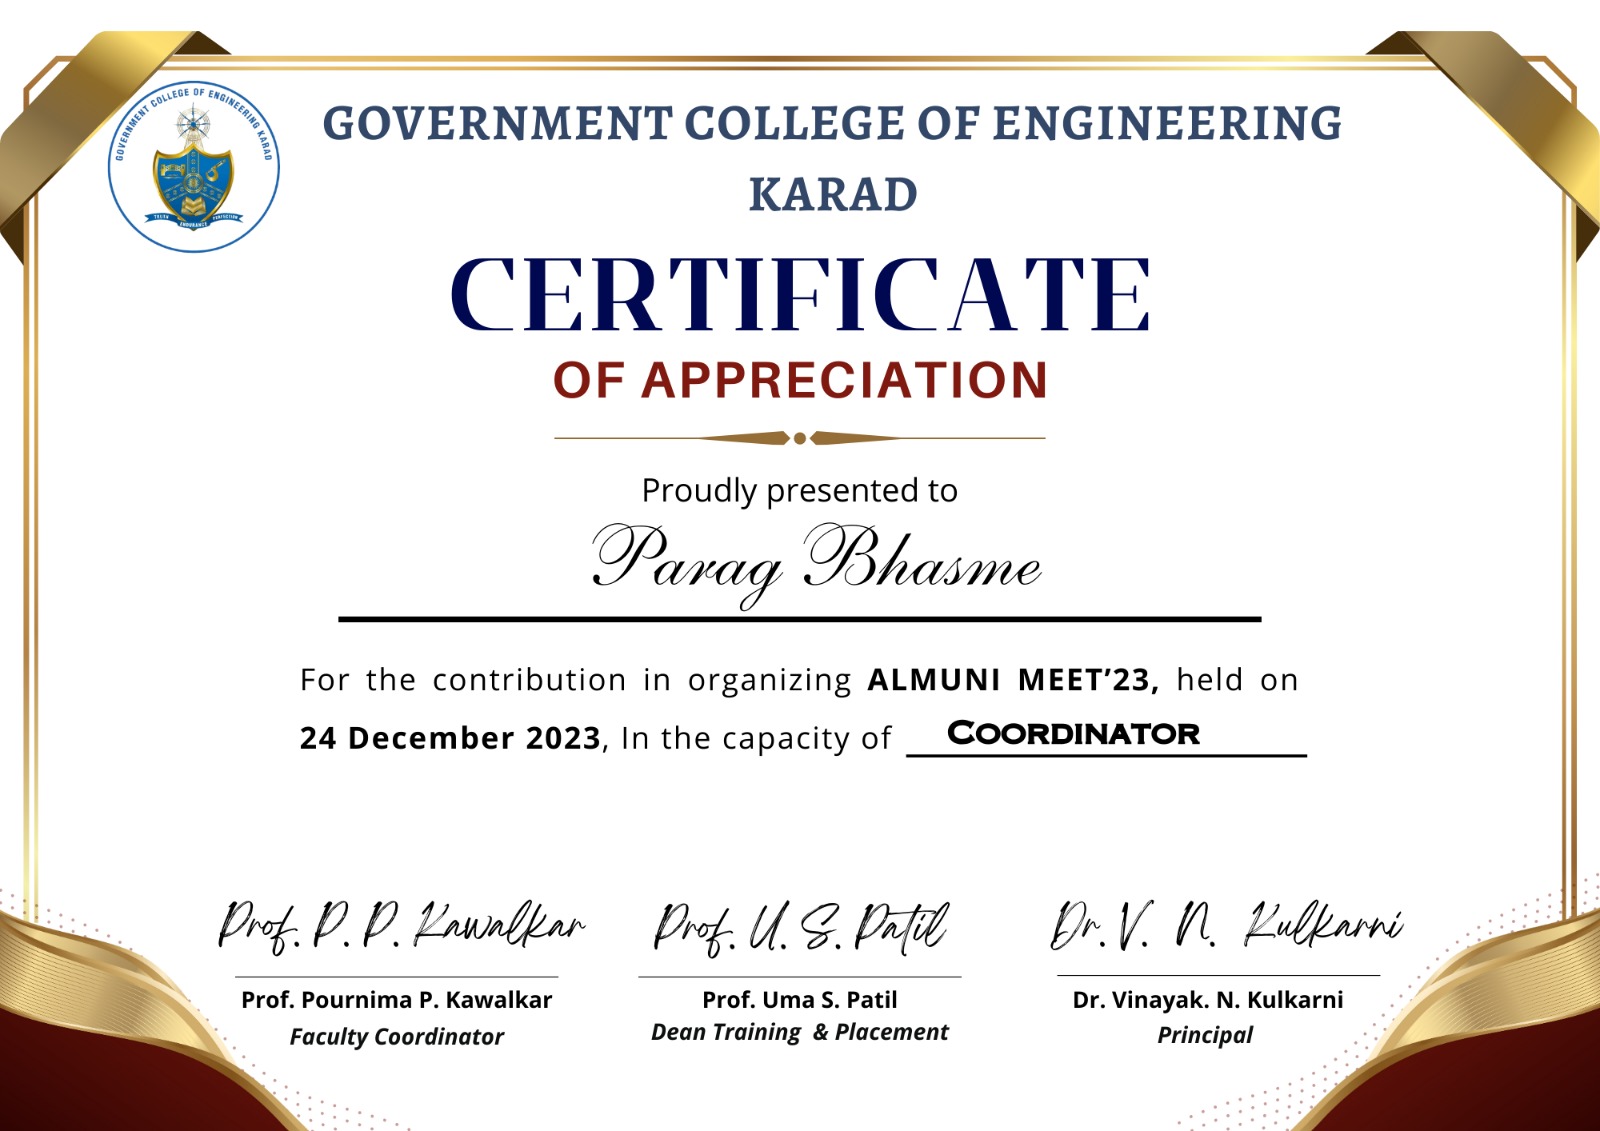 GOVERNMENT COLLEGE OF ENGINEERING KARAD
TRUTH ENDURANCE PERFECTION
GOVERNMENT COLLEGE OF ENGINEERING
KARAD
CERTIFICATE
OF APPRECIATION
Proudly presented to
Parag Bhasme
For the contribution in organizing ALMUNI MEET’23, held on
24 December 2023, In the capacity of Coordinator
Prof. P. P. Kawalkar Prof. U. S. Patil Dr. V. N. Kulkarni
Prof. Pournima P. Kawalkar Prof. Uma S. Patil Dr. Vinayak. N. Kulkarni
Faculty Coordinator Dean Training & Placement Principal